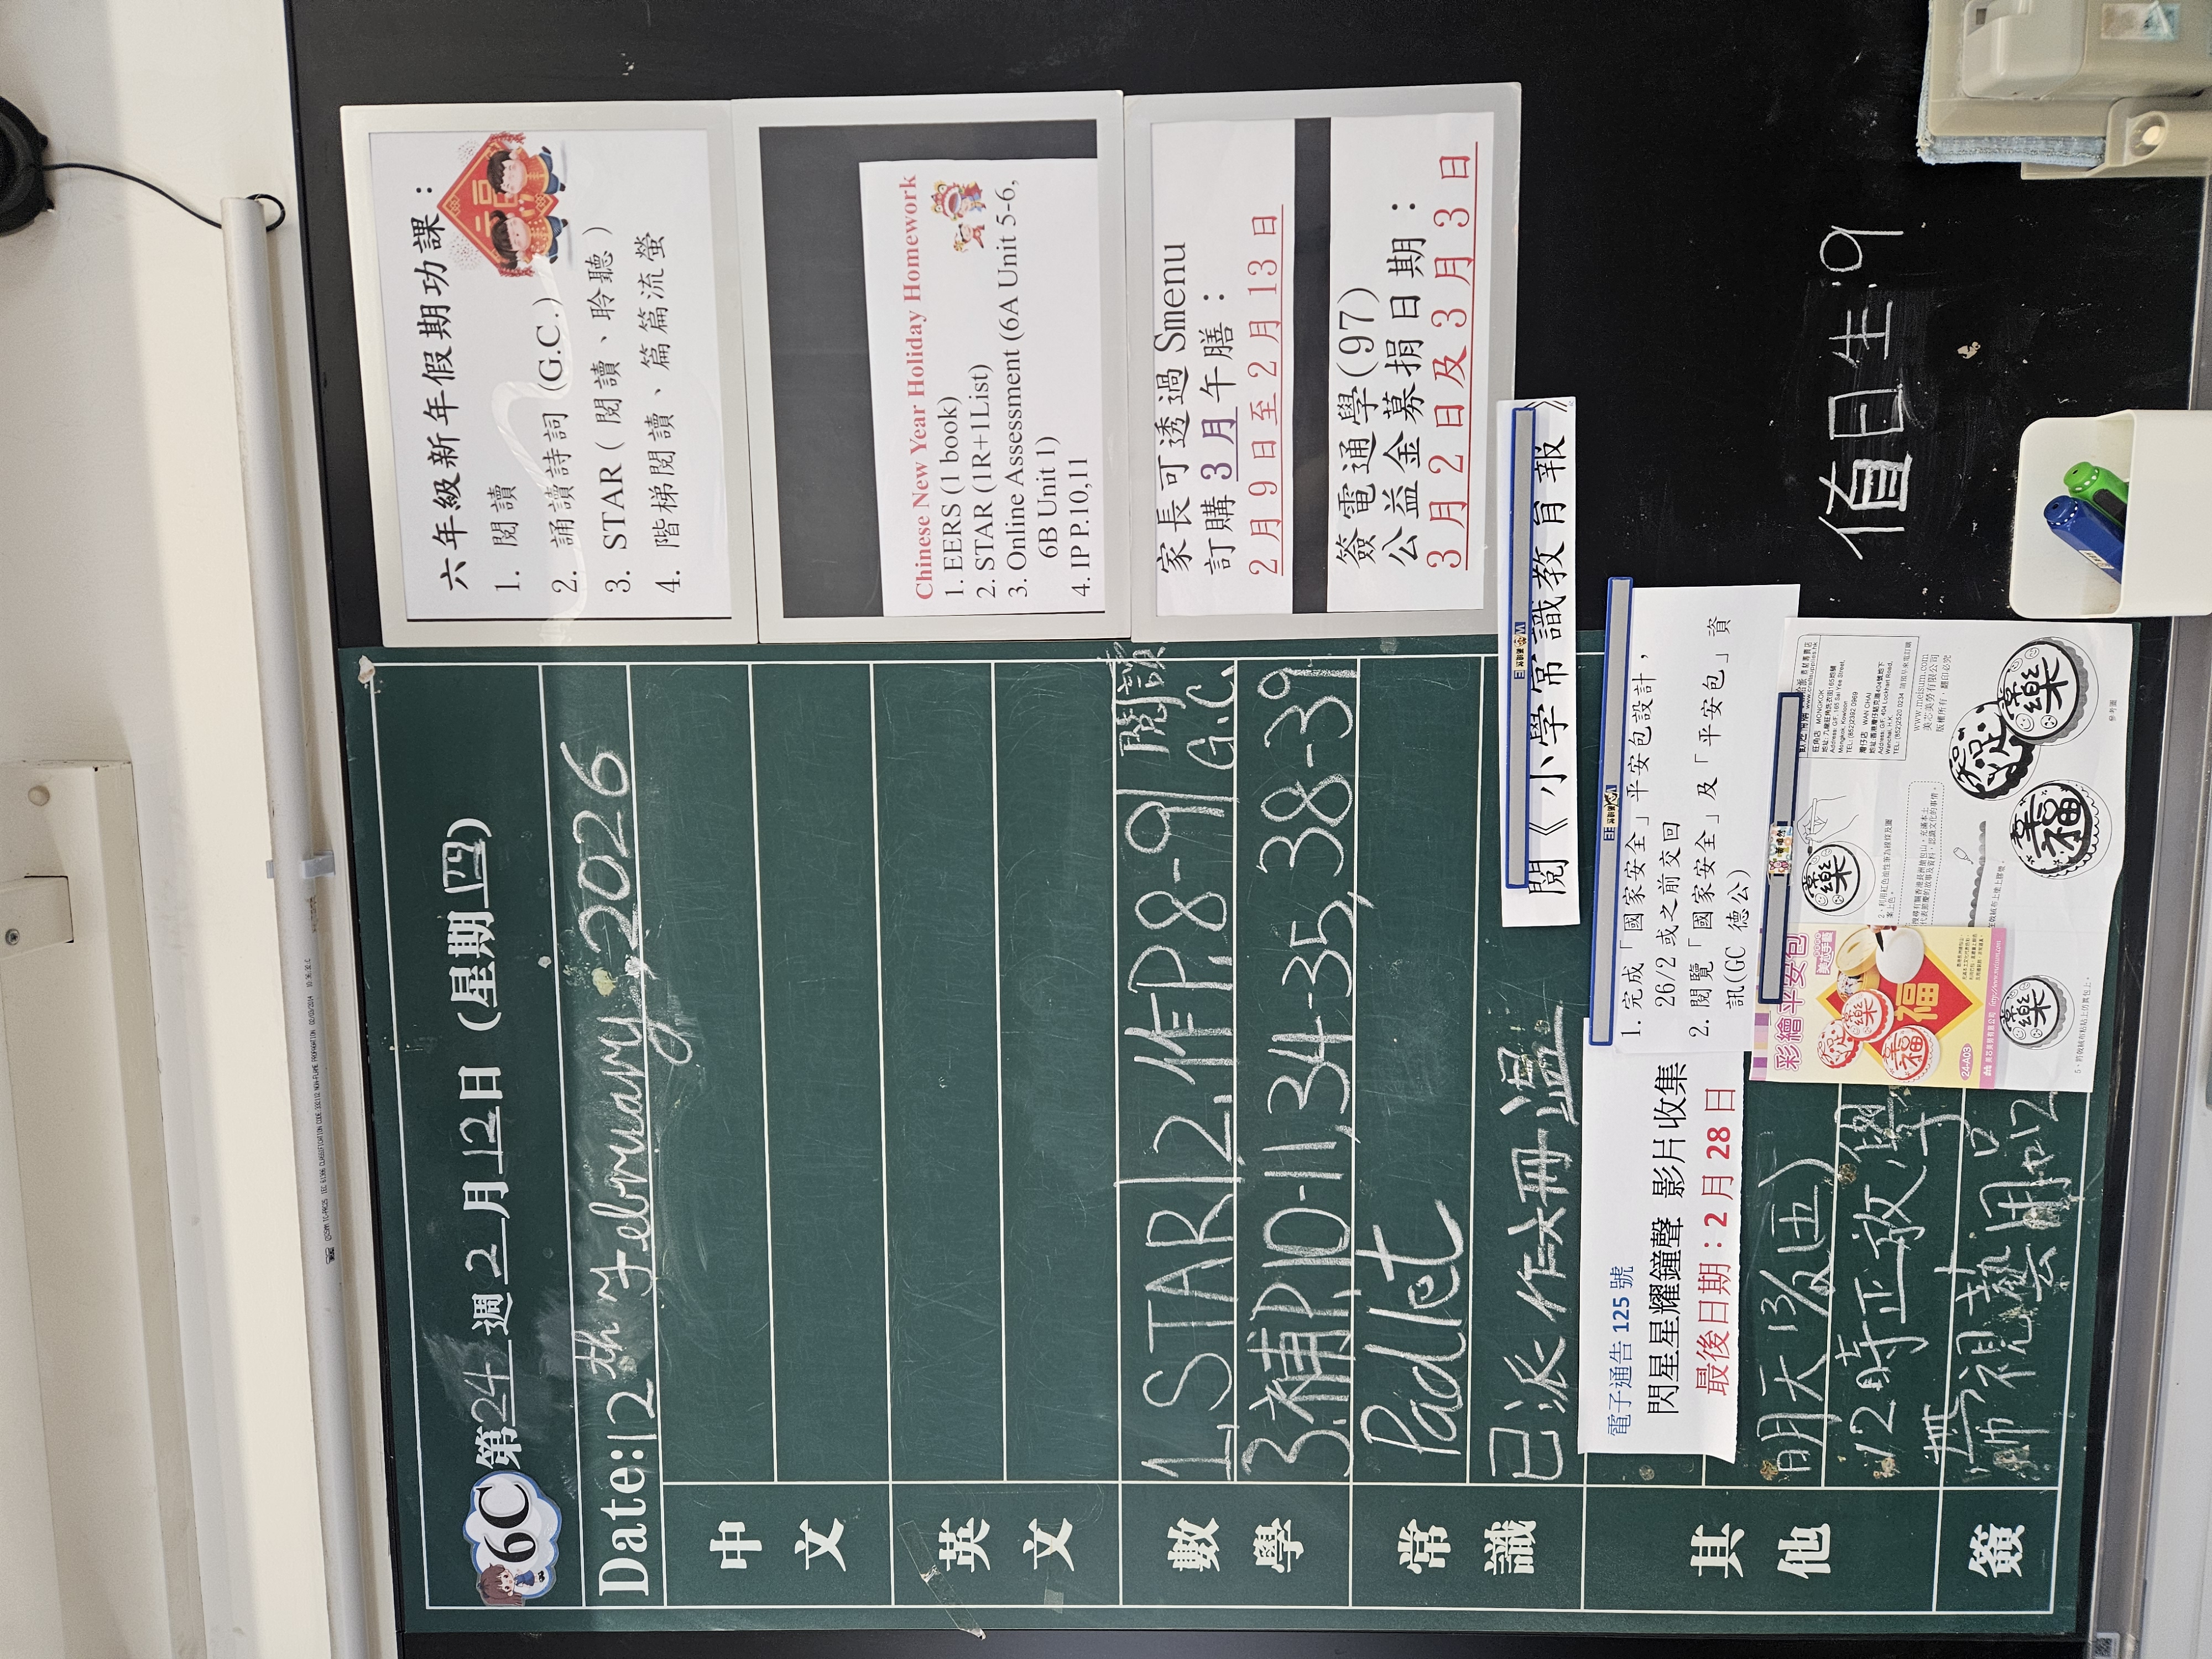 6C 第24週 2月12日(星期四)
Date:12th February, 2026
中文
英文
數學
1. STAR 2. 作P.8-9 閱讀 G.C.
3. 補P.10-11, 34-35, 38-39
常識
Padlet
已派作大冊溫
其他
電子通告 125 號
閃星星耀鐘聲 影片收集
最後日期:2 月 28 日
明天13/2(五)
12時正放學
簽
帶視藝用品
六年級新年假期功課:
1. 閱讀
2. 誦讀詩詞 (G.C.)
3. STAR(閱讀、聆聽)
4. 階梯閱讀、篇篇流螢
Chinese New Year Holiday Homework
1. EERS (1 book)
2. STAR (1R+1List)
3. Online Assessment (6A Unit 5-6,
6B Unit 1)
4. IP P.10,11
家長可透過 Smenu
訂購 3 月 午膳:
2 月 9 日至 2 月 13 日
簽電通學(97)
公益金募捐日期:
3 月 2 日及 3 月 3 日
閱《小學常識教育報》
1. 完成「國家安全」平安包設計,
26/2 或之前交回
2. 閱覽「國家安全」及「平安包」資
訊(GC 德公)
彩繪平安包
24-A03
福
值日生:9